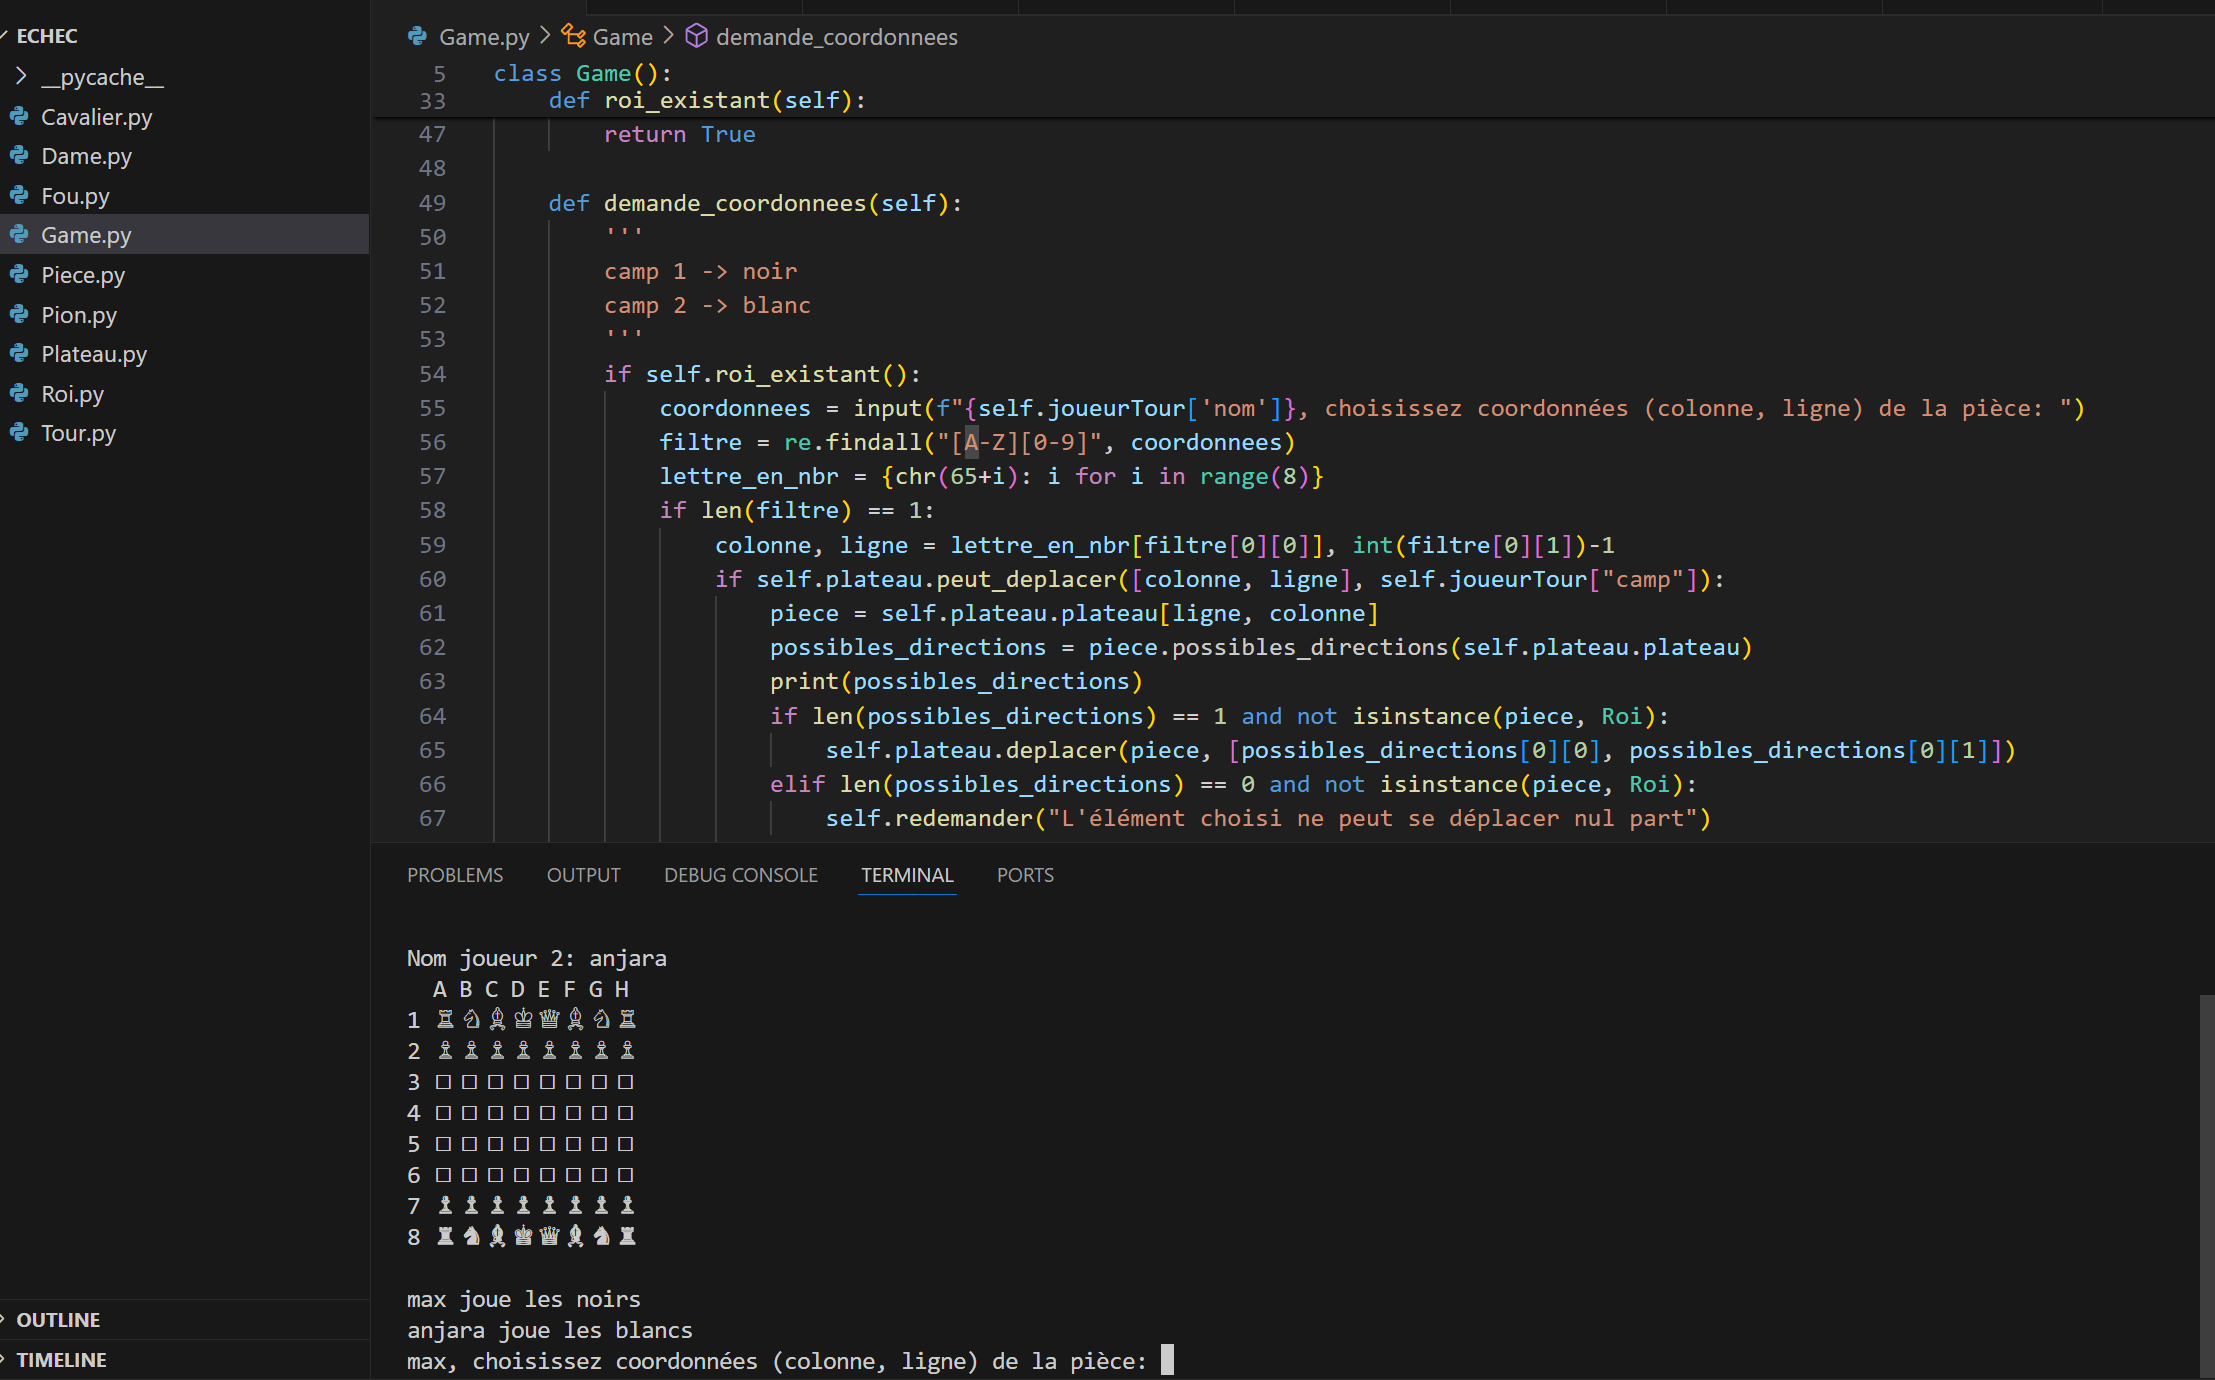 ECHEC
__pycache__
Cavalier.py
Dame.py
Fou.py
Game.py
Piece.py
Pion.py
Plateau.py
Roi.py
Tour.py
OUTLINE
TIMELINE
Game.py > Game > demande_coordonnees
5 class Game():
33 def roi_existant(self):
47 return True
48
49 def demande_coordonnees(self):
50 '''
51 camp 1 -> noir
52 camp 2 -> blanc
53 '''
54 if self.roi_existant():
55 coordonnees = input(f"{self.joueurTour['nom']}, choisissez coordonnées (colonne, ligne) de la pièce: ")
56 filtre = re.findall("[A-Z][0-9]", coordonnees)
57 lettre_en_nbr = {chr(65+i): i for i in range(8)}
58 if len(filtre) == 1:
59 colonne, ligne = lettre_en_nbr[filtre[0][0]], int(filtre[0][1])-1
60 if self.plateau.peut_deplacer([colonne, ligne], self.joueurTour["camp"]):
61 piece = self.plateau.plateau[ligne, colonne]
62 possibles_directions = piece.possibles_directions(self.plateau.plateau)
63 print(possibles_directions)
64 if len(possibles_directions) == 1 and not isinstance(piece, Roi):
65 self.plateau.deplacer(piece, [possibles_directions[0][0], possibles_directions[0][1]])
66 elif len(possibles_directions) == 0 and not isinstance(piece, Roi):
67 self.redemander("L'élément choisi ne peut se déplacer nul part")
PROBLEMS OUTPUT DEBUG CONSOLE TERMINAL PORTS
Nom joueur 2: anjara
A B C D E F G H
1 ♖ ♘ ♗ ♔ ♕ ♗ ♘ ♖
2 ♙ ♙ ♙ ♙ ♙ ♙ ♙ ♙
3 □ □ □ □ □ □ □ □
4 □ □ □ □ □ □ □ □
5 □ □ □ □ □ □ □ □
6 □ □ □ □ □ □ □ □
7 ♟ ♟ ♟ ♟ ♟ ♟ ♟ ♟
8 ♜ ♞ ♝ ♚ ♛ ♝ ♞ ♜
max joue les noirs
anjara joue les blancs
max, choisissez coordonnées (colonne, ligne) de la pièce: